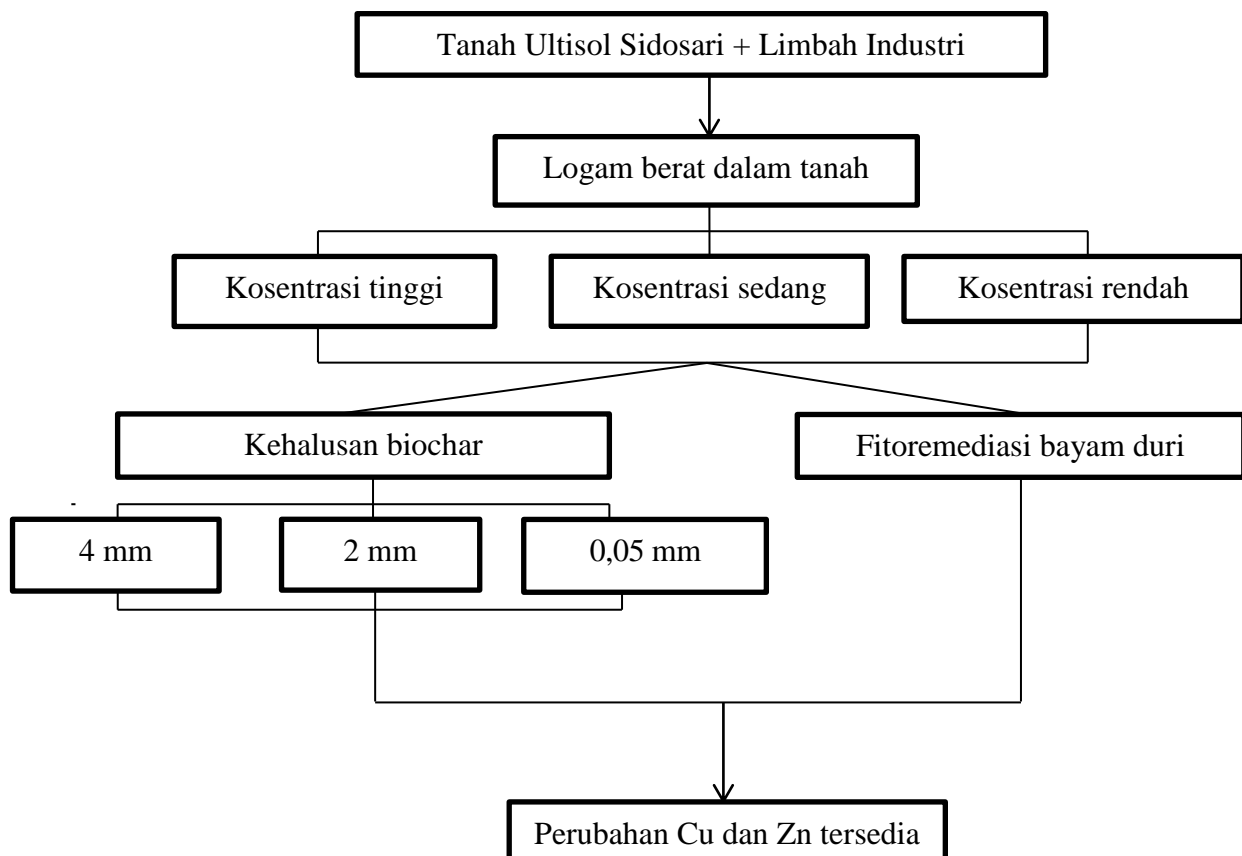 Tanah Ultisol Sidosari + Limbah Industri
Logam berat dalam tanah
Kosentrasi tinggi
Kosentrasi sedang
Kosentrasi rendah
Kehalusan biochar
Fitoremediasi bayam duri
4 mm
2 mm
0,05 mm
Perubahan Cu dan Zn tersedia